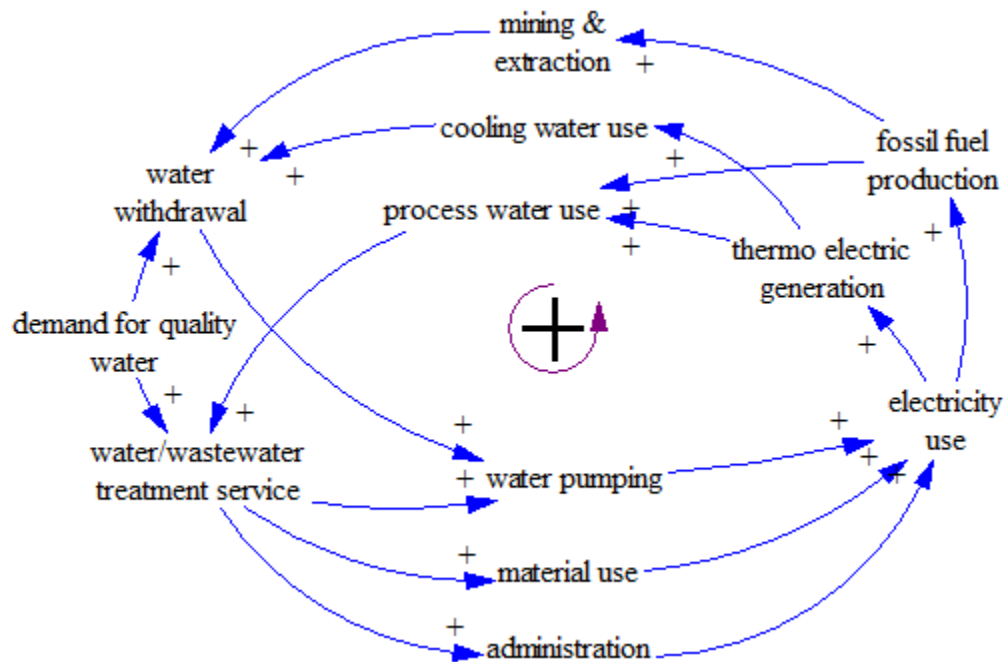 mining &
extraction
+
cooling water use
fossil fuel
production
+
+
+
water
withdrawal
process water use
+
+
+
thermo electric
generation
+
demand for quality
water
+
+
+
+
electricity
use
+
+
+
+
water/wastewater
treatment service
+
water pumping
+
material use
+
administration